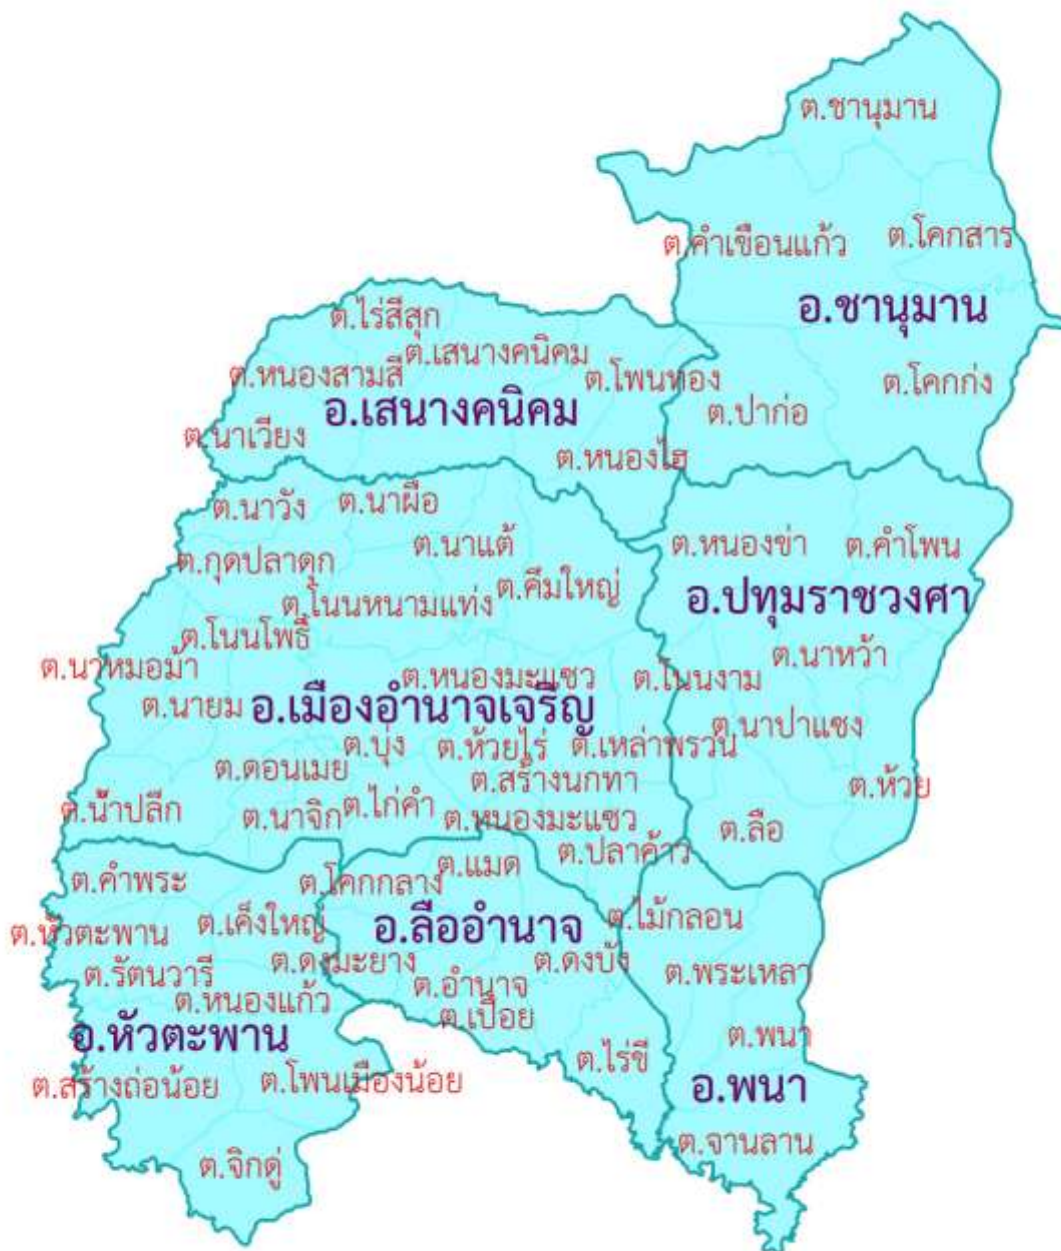 ต.ชานุมาน
ต.คำเขื่อนแก้ว
ต.โคกสาร
อ.ชานุมาน
ต.ไร่สีสุก
ต.เสนางคนิคม
ต.หนองสามสี
ต.โพนทอง
ต.โคกก่ง
อ.เสนางคนิคม
ต.ป่าก่อ
ต.นาเวียง
ต.หนองไฮ
ต.นาวัง
ต.นาผือ
ต.นาแต้
ต.หนองข่า
ต.คำโพน
ต.กุดปลาดุก
ต.คึมใหญ่
ต.โนนหนามแท่ง
อ.ปทุมราชวงศา
ต.โนนโพธิ์
ต.นาหมอม้า
ต.หนองมะแซว
ต.โนนงาม
ต.นาหว้า
ต.นายม
อ.เมืองอำนาจเจริญ
ต.นาป่าแซง
ต.บุ่ง
ต.ห้วยไร่
ต.เหล่าพรวน
ต.ดอนเมย
ต.สร้างนกทา
ต.ห้วย
ต.น้ำปลีก
ต.นาจิก
ต.ไก่คำ
ต.หนองมะแซว
ต.ลือ
ต.ปลาค้าว
ต.คำพระ
ต.โคกกลาง
ต.แมด
ต.หัวตะพาน
ต.เค็งใหญ่
อ.ลืออำนาจ
ต.ไม้กลอน
ต.รัตนวารี
ต.ดงมะยาง
ต.ดงบัง
ต.พระเหลา
ต.หนองแก้ว
ต.อำนาจ
ต.เปือย
อ.หัวตะพาน
ต.พนา
ต.สร้างถ่อน้อย
ต.โพนเมืองน้อย
ต.ไร่ขี
อ.พนา
ต.จานลาน
ต.จิกดู่